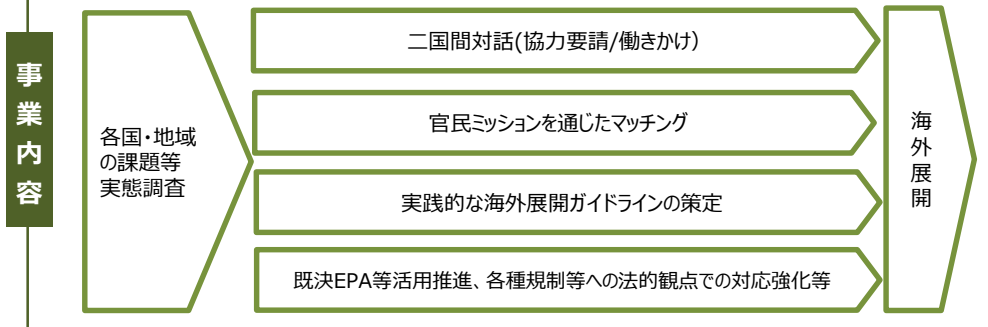 事業内容
各国・地域
の課題等
実態調査
二国間対話(協力要請/働きかけ)
官民ミッションを通じたマッチング
実践的な海外展開ガイドラインの策定
既決EPA等活用推進、各種規制等への法的観点での対応強化等
海外展開